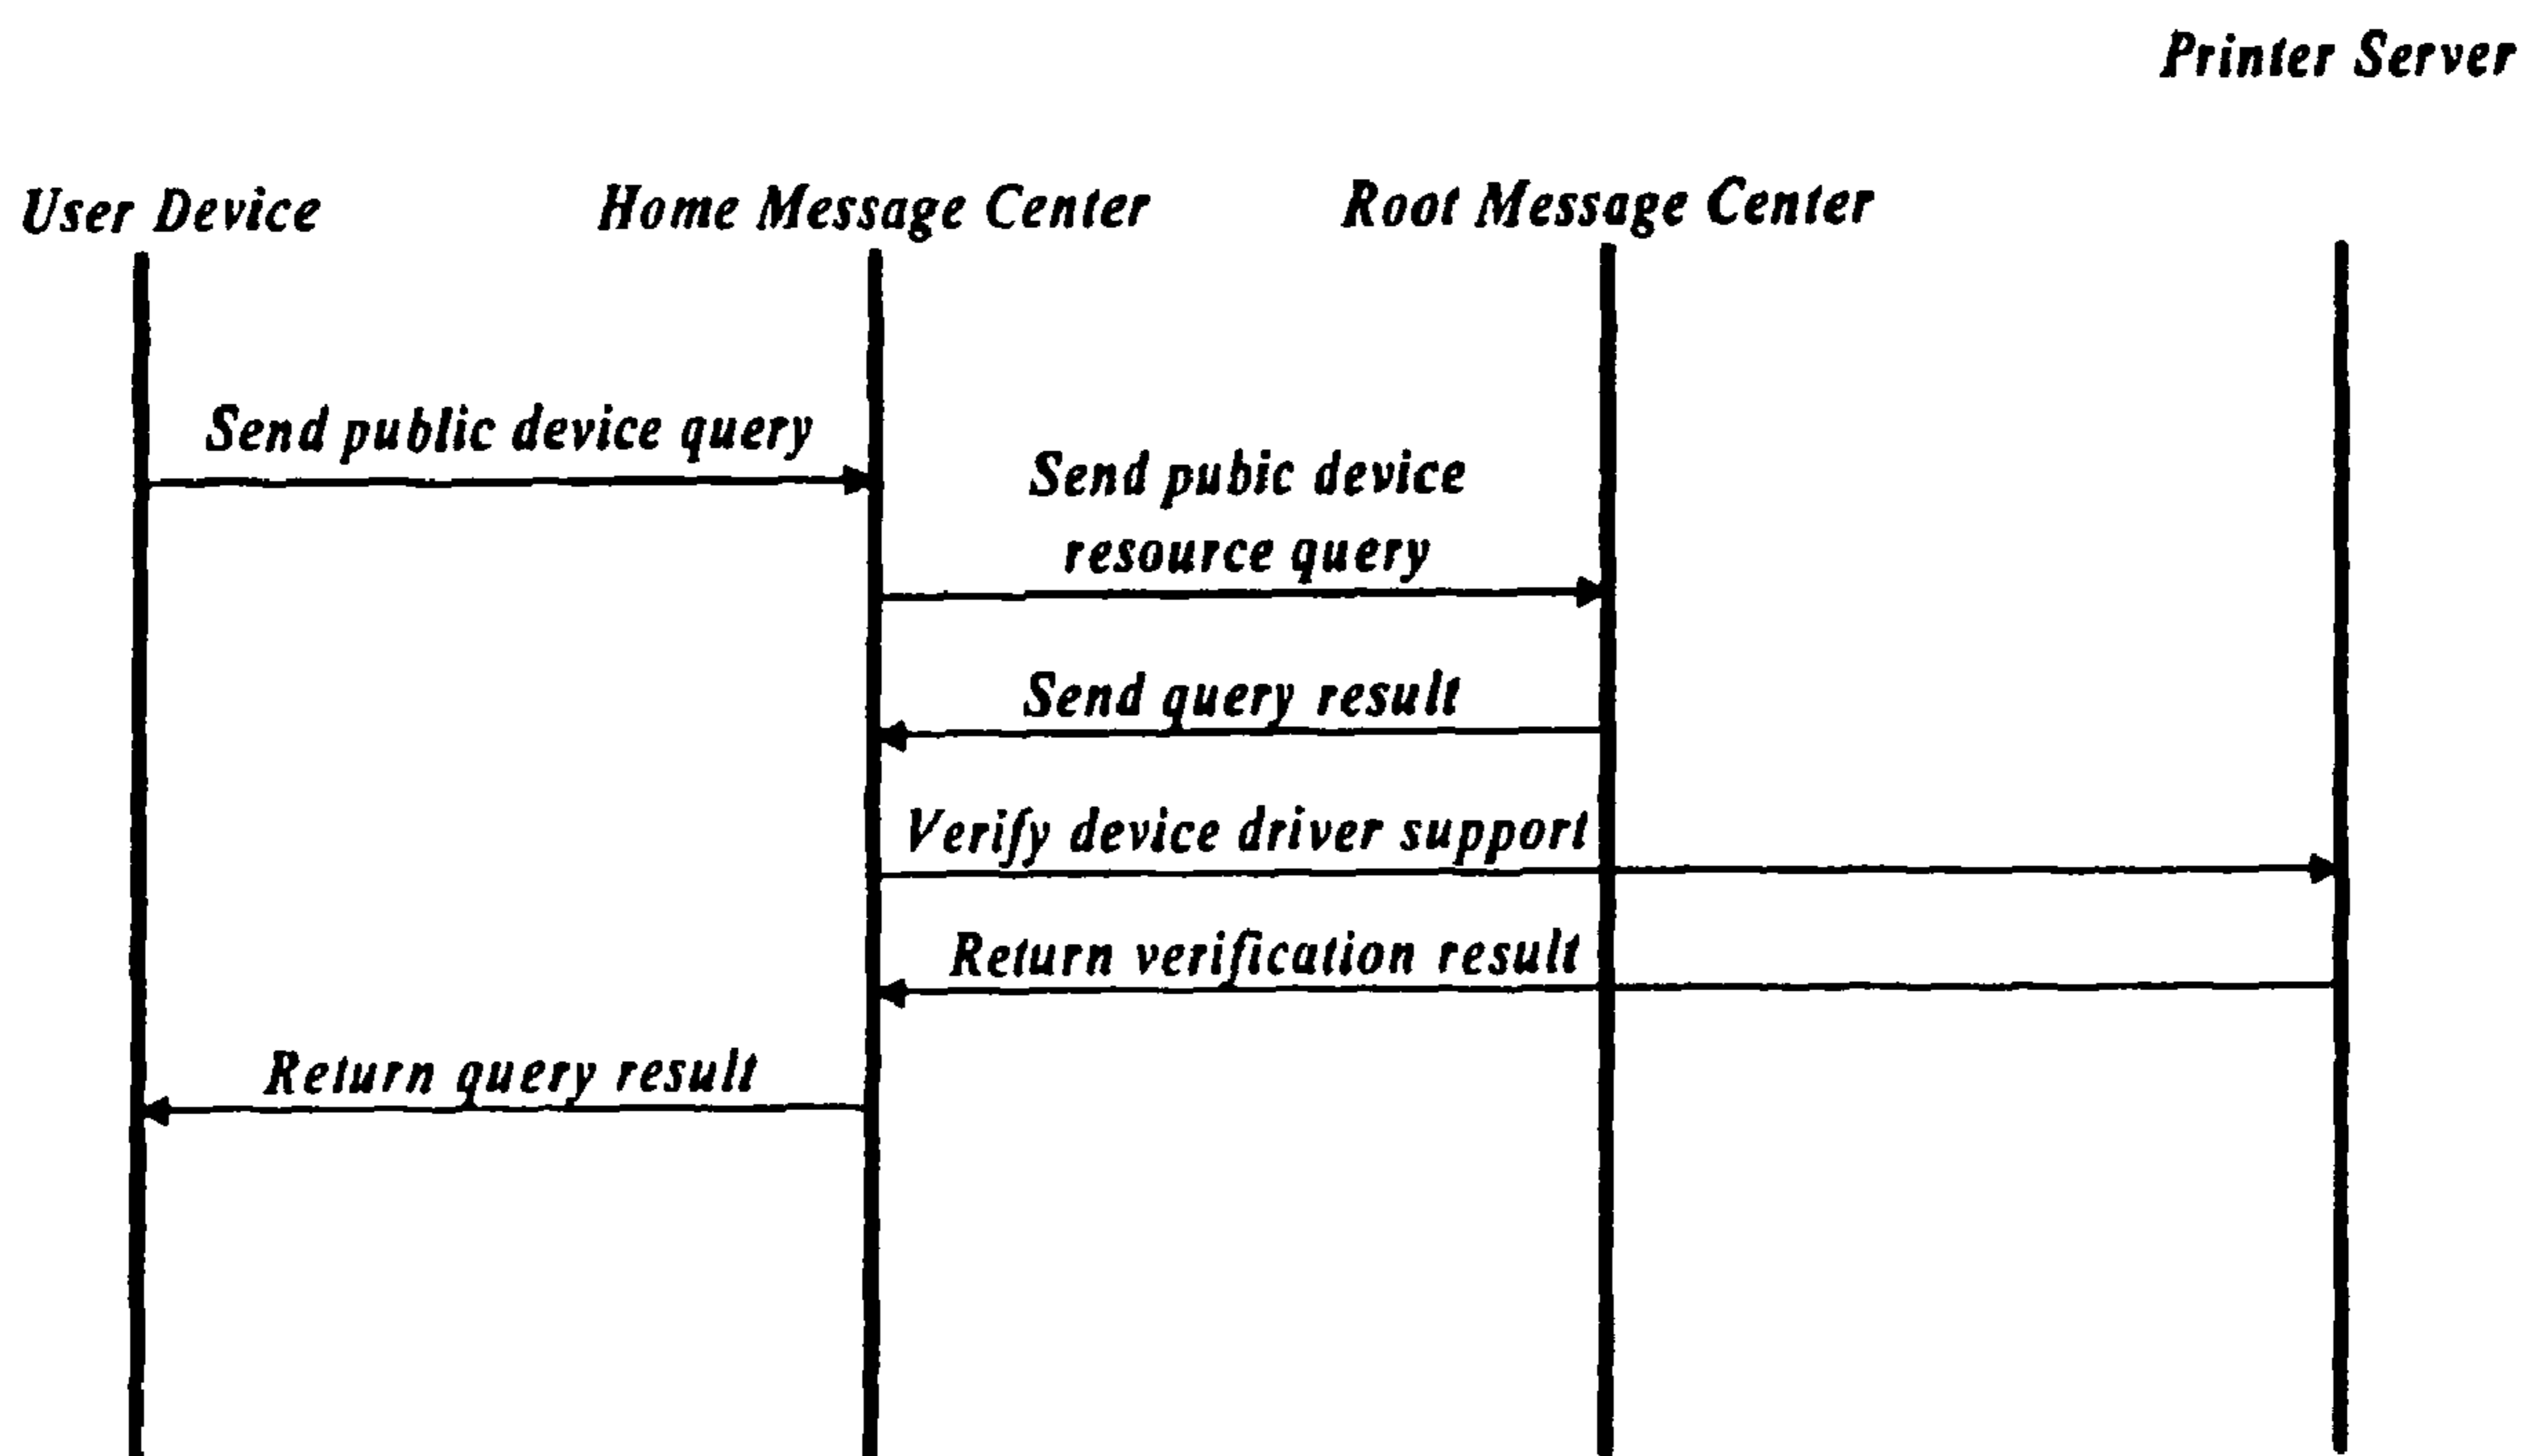 Printer Server
User Device
Home Message Center
Root Message Center
Send public device query
Send pubic device
resource query
Send query result
Verify device driver support
Return verification result
Return query result